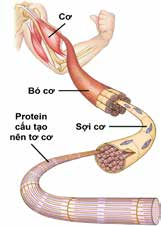 Cơ
Bó cơ
Sợi cơ
Protein
cấu tạo
nên tơ cơ